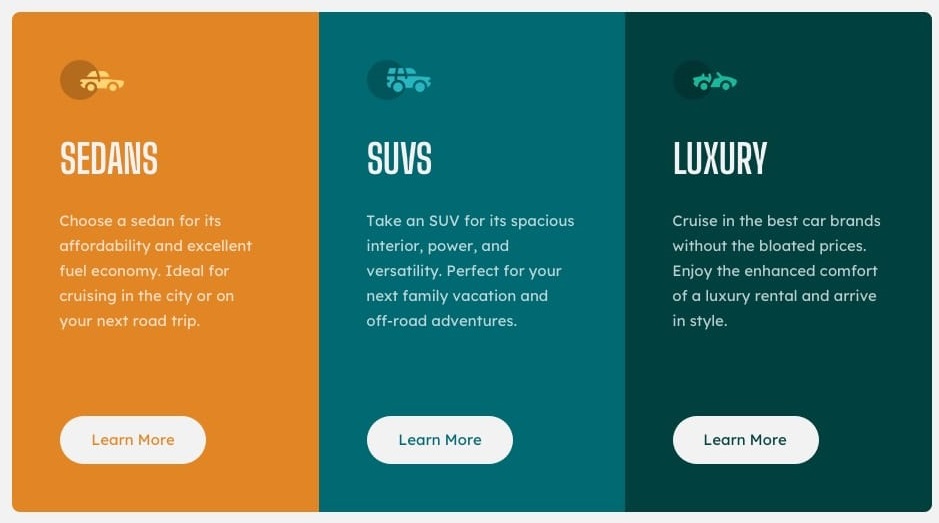 SEDANS
Choose a sedan for its
affordability and excellent
fuel economy. Ideal for
cruising in the city or on
your next road trip.
Learn More
SUVS
Take an SUV for its spacious
interior, power, and
versatility. Perfect for your
next family vacation and
off-road adventures.
Learn More
LUXURY
Cruise in the best car brands
without the bloated prices.
Enjoy the enhanced comfort
of a luxury rental and arrive
in style.
Learn More